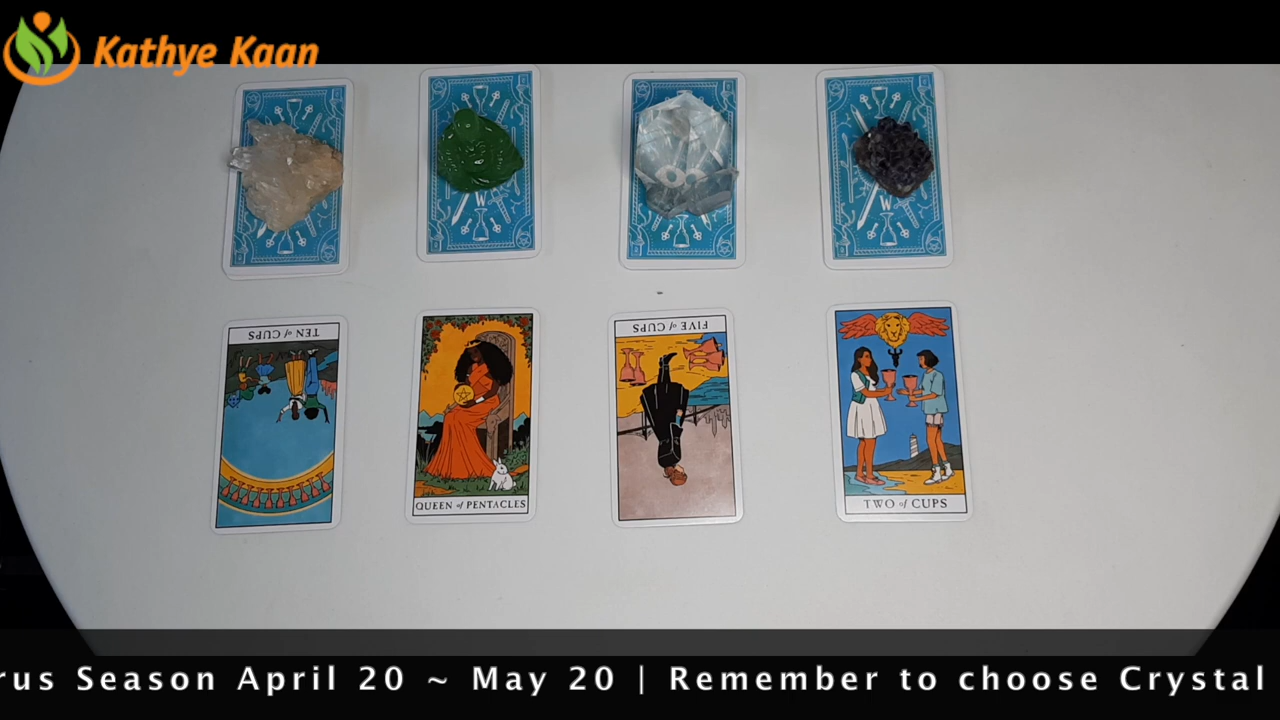 Kathye Kaan
W
W
TEN of CUPS
QUEEN of PENTACLES
FIVE of CUPS
TWO of CUPS
rus Season April 20 ~ May 20 | Remember to choose Crystal